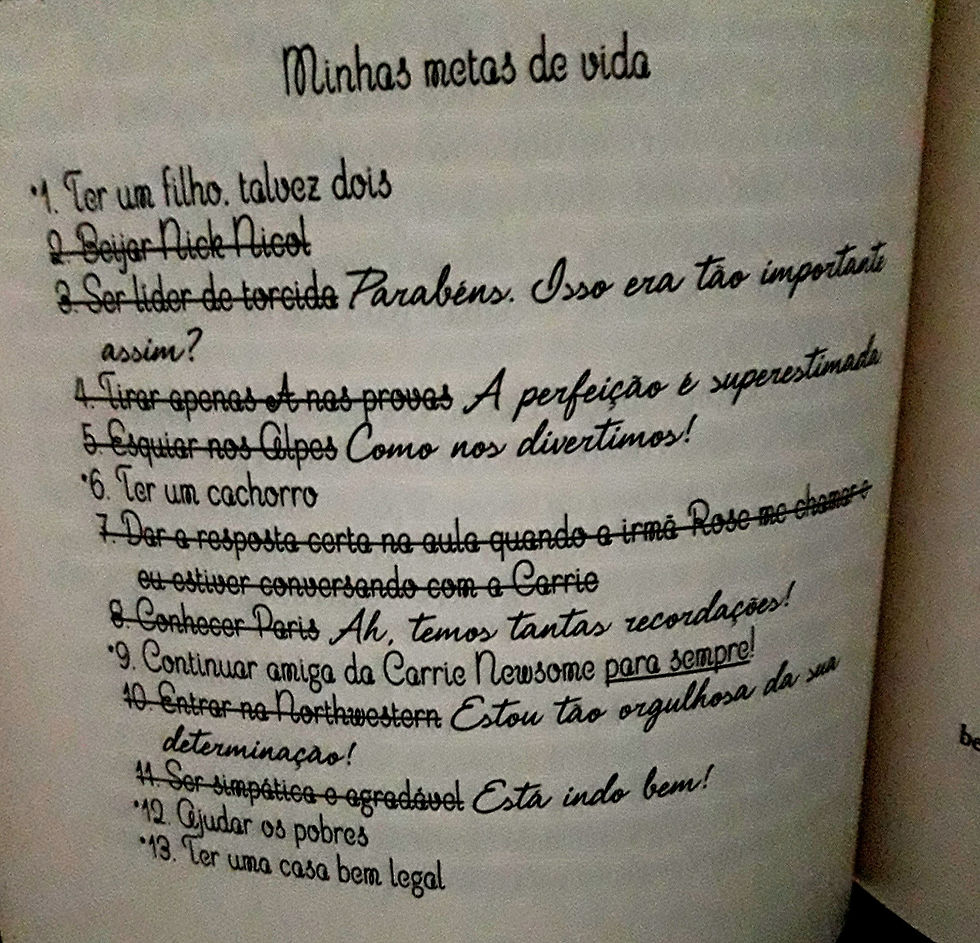 Minhas metas de vida
*1. Ter um filho, talvez dois
2. Beijar Nick Nicol
3. Ser líder de torcida Parabéns. Isso era tão importante
assim?
4. Tirar apenas A nas provas A perfeição é superestimada
5. Esquiar nos Alpes Como nos divertimos!
*6. Ter um cachorro
7. Dar a resposta certa na aula quando a irmã Rose me chamar e
eu estiver conversando com a Carrie
8. Conhecer Paris Ah, temos tantas recordações!
*9. Continuar amiga da Carrie Newsome para sempre!
10. Entrar na Northwestern Estou tão orgulhosa da sua
determinação!
11. Ser simpática e agradável Está indo bem!
*12. Ajudar os pobres
*13. Ter uma casa bem legal